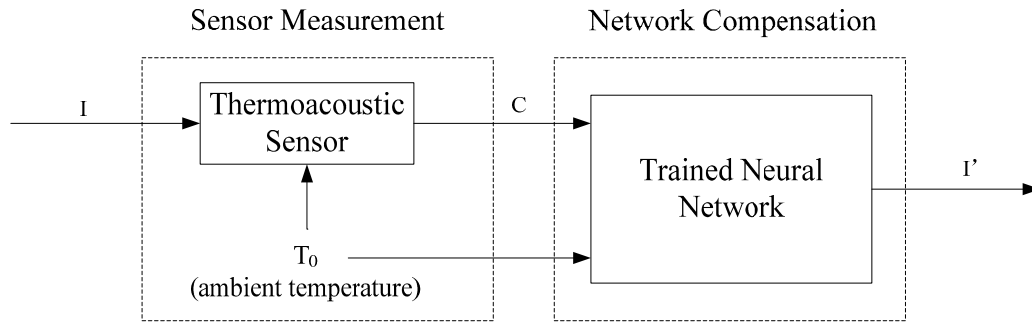 Sensor Measurement
Network Compensation
I
Thermoacoustic
Sensor
C
Trained Neural
Network
I’
T₀
(ambient temperature)